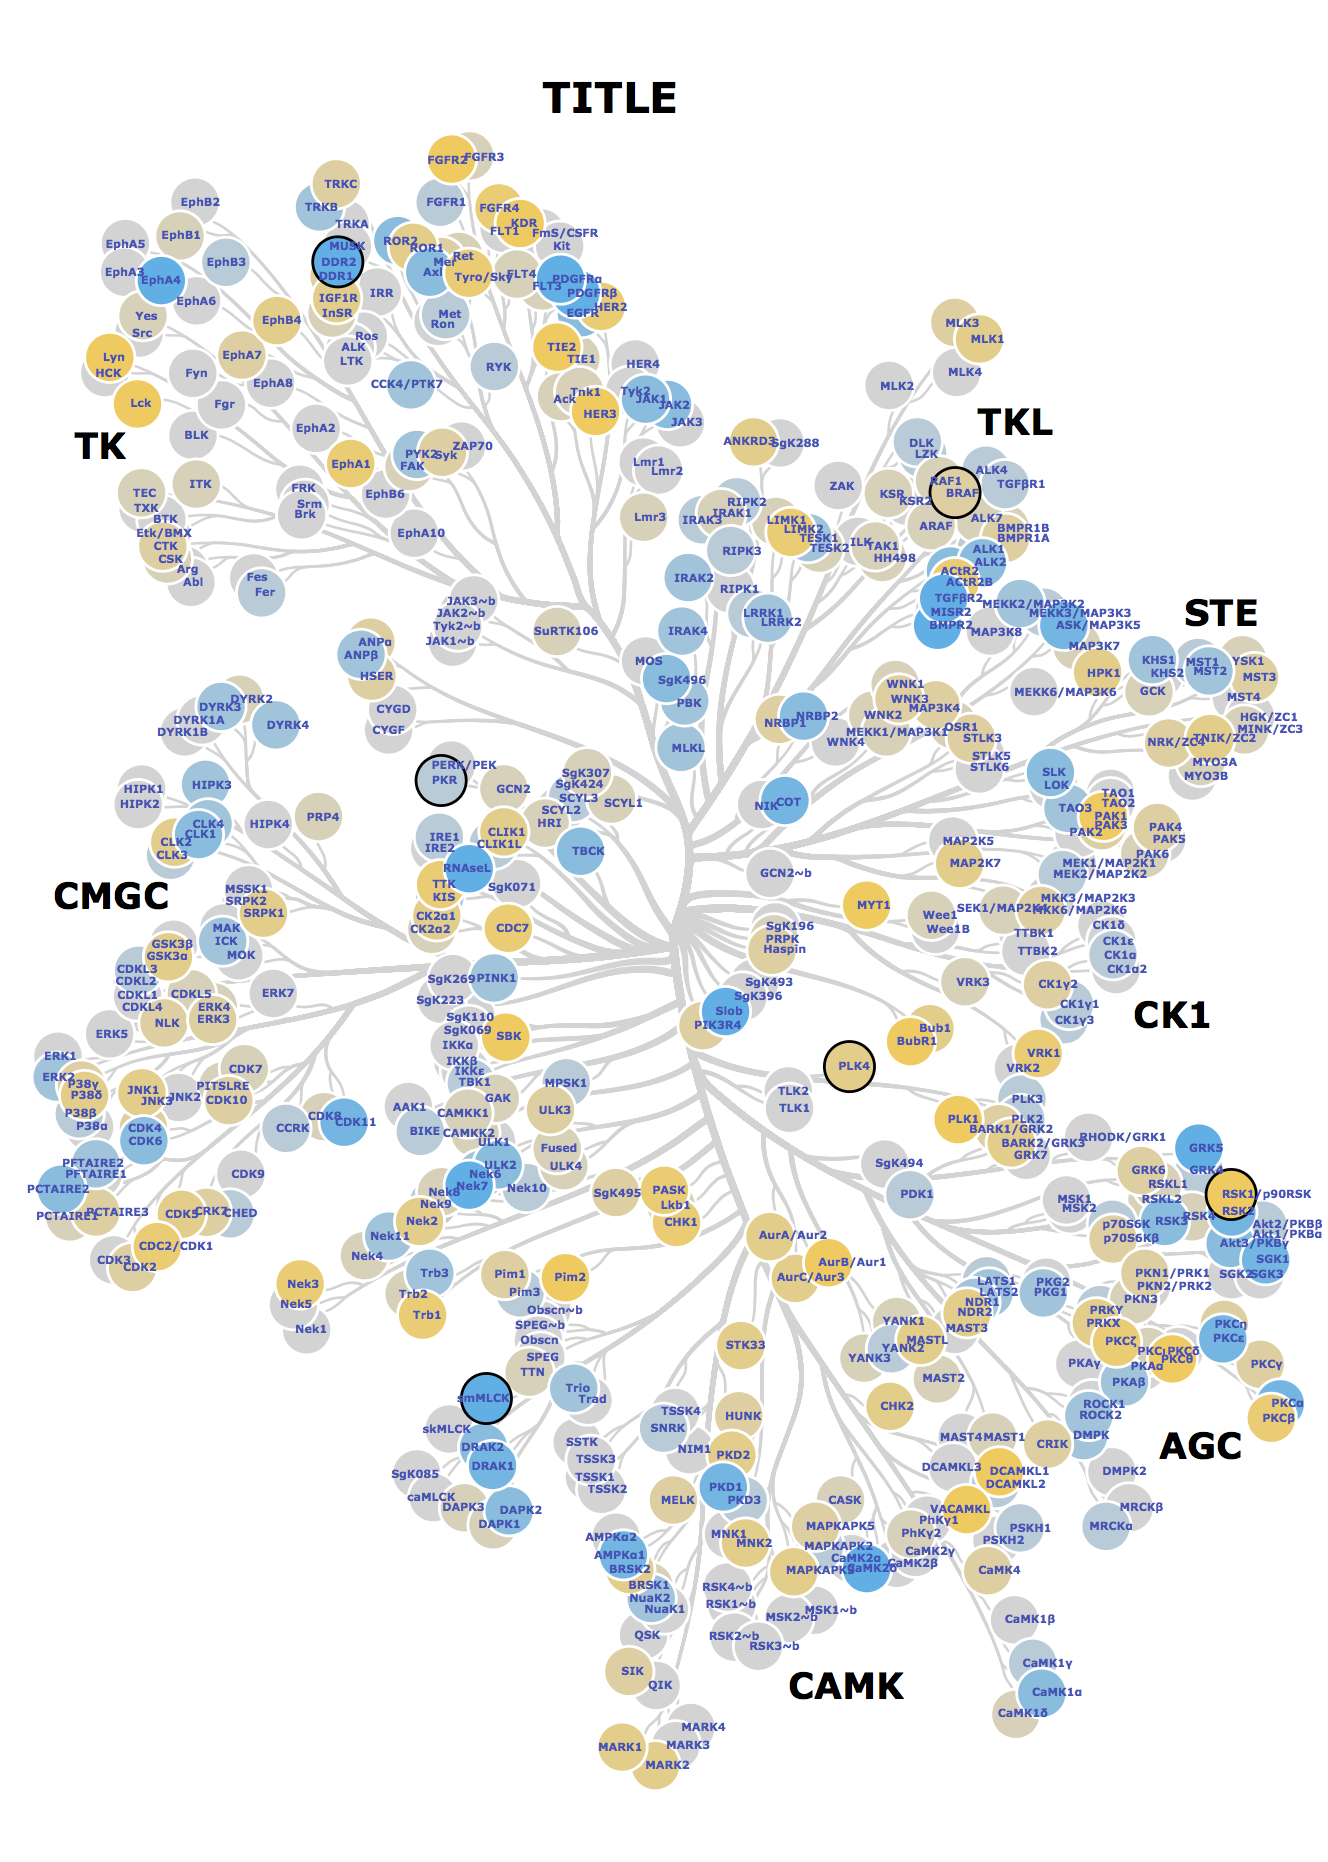 TITLE
FGFR2
FGFR3
TRKC
TRKB
TRKA
EphB2
EphB1
EphA5
EphB3
EphA3
EphA4
EphA6
FGFR1
FGFR4
KDR
FLT1
FmS/CSFR
Kit
MUSK
DDR2
DDR1
ROR2
ROR1
Ret
Mer
Axl
Tyro/Sky
FLT4
FLT3
PDGFRα
PDGFRβ
EGFR
HER2
IGF1R
InSR
IRR
Met
Ron
Yes
Src
EphB4
Lyn
HCK
EphA7
Fyn
EphA8
Lck
Fgr
BLK
Ros
ALK
LTK
CCK4/PTK7
RYK
TIE2
TIE1
HER4
Tnk1
Ack
HER3
Tyk2
JAK1
JAK2
JAK3
MLK3
MLK1
MLK4
MLK2
TK
EphA2
EphA1
EphB6
EphA10
PYK2
FAK
Syk
ZAP70
Lmr1
Lmr2
Lmr3
ANKRD3
SgK288
TKL
DLK
LZK
ALK4
TGFβR1
RAF1
BRAF
KSR
KSR2
ZAK
ARAF
ALK7
BMPR1B
BMPR1A
ITK
TEC
TXK
BTK
Etk/BMX
CTK
CSK
Arg
Abl
FRK
Srm
Brk
Fes
Fer
RIPK2
IRAK3
IRAK1
LIMK1
LIMK2
TESK1
TESK2
ILK
TAK1
HH498
RIPK3
IRAK2
RIPK1
LRRK1
LRRK2
IRAK4
ALK1
ALK2
ACtR2
ACtR2B
TGFβR2
MISR2
BMPR2
MEKK2/MAP3K2
MEKK3/MAP3K3
ASK/MAP3K5
MAP3K8
MAP3K7
STE
JAK3~b
JAK2~b
Tyk2~b
JAK1~b
SuRTK106
ANPα
ANPβ
HSER
CYGD
CYGF
MOS
SgK496
PBK
MLKL
NRBP1
NRBP2
WNK1
WNK3
WNK2
WNK4
MAP3K4
MEKK1/MAP3K1
OSR1
STLK3
STLK5
STLK6
MEKK6/MAP3K6
HPK1
KHS1
KHS2
GCK
MST1
MST2
YSK1
MST3
MST4
HGK/ZC1
MINK/ZC3
NRK/ZC4
TNIK/ZC2
MYO3A
MYO3B
DYRK2
DYRK3
DYRK1A
DYRK1B
DYRK4
HIPK3
HIPK1
HIPK2
HIPK4
PRP4
CLK4
CLK1
CLK2
CLK3
PERK/PEK
PKR
GCN2
SgK307
SgK424
SCYL3
SCYL2
SCYL1
HRI
IRE1
IRE2
CLIK1
CLIK1L
TBCK
RNAseL
TTK
KIS
SgK071
CK2α1
CK2α2
CDC7
NIK
COT
SLK
LOK
TAO3
TAO1
TAO2
PAK1
PAK3
PAK2
PAK4
PAK5
PAK6
MAP2K5
MAP2K7
MEK1/MAP2K1
MEK2/MAP2K2
MKK3/MAP2K3
MKK6/MAP2K6
SEK1/MAP2K4
GCN2~b
MYT1
Wee1
Wee1B
TTBK1
TTBK2
CK1δ
CK1ε
CK1α
CK1α2
CMGC
MSSK1
SRPK2
SRPK1
MAK
ICK
MOK
GSK3β
GSK3α
CDKL3
CDKL2
CDKL1
CDKL5
CDKL4
ERK4
ERK3
NLK
ERK7
ERK5
SgK269
PINK1
SgK223
SgK110
SgK069
SBK
IKKα
IKKβ
IKKε
TBK1
SgK196
PRPK
Haspin
SgK493
SgK396
Slob
PIK3R4
VRK3
CK1γ2
CK1γ1
CK1γ3
CK1
Bub1
BubR1
VRK1
VRK2
PLK4
PLK3
PLK1
PLK2
TLK2
TLK1
ERK1
ERK2
P38γ
P38δ
P38β
P38α
JNK1
JNK3
JNK2
CDK7
PITSLRE
CDK10
CDK8
CDK11
CCRK
CDK4
CDK6
PFTAIRE2
PFTAIRE1
PCTAIRE2
PCTAIRE1
PCTAIRE3
CDK9
CDK5
CRK7
CHED
CDC2/CDK1
CDK3
CDK2
MPSK1
GAK
AAK1
CAMKK1
BIKE
CAMKK2
ULK3
ULK1
Fused
ULK4
ULK2
Nek6
Nek7
Nek10
Nek8
Nek9
Nek2
Nek11
Nek4
Nek3
Nek5
Nek1
SgK495
PASK
Lkb1
CHK1
Trb3
Trb2
Trb1
Pim1
Pim2
Pim3
Obscn~b
SPEG~b
Obscn
SPEG
TTN
SgK494
PDK1
BARK1/GRK2
BARK2/GRK3
GRK7
RHODK/GRK1
GRK5
GRK4
GRK6
RSKL1
RSKL2
RSK1/p90RSK
RSK2
RSK4
RSK3
MSK1
MSK2
p70S6K
p70S6Kβ
Akt2/PKBβ
Akt1/PKBα
Akt3/PKBγ
SGK1
SGK2
SGK3
AurA/Aur2
AurB/Aur1
AurC/Aur3
LATS1
LATS2
NDR1
NDR2
MAST3
PKG2
PKG1
PKN1/PRK1
PKN2/PRK2
PKN3
PRKY
PRKX
PKCζ
PKCδ
PKCθ
PKCη
PKCε
PKCγ
PKCα
PKCβ
PKAγ
PKAα
PKAβ
YANK1
YANK2
YANK3
MASTL
MAST2
ROCK1
ROCK2
DMPK
CRIK
DMPK2
MRCKβ
MRCKα
AGC
STK33
CHK2
HUNK
smMLCK
Trio
Trad
skMLCK
DRAK2
DRAK1
SgK085
caMLCK
DAPK3
DAPK2
DAPK1
TSSK4
SNRK
SSTK
TSSK3
TSSK1
TSSK2
NIM1
PKD2
PKD1
PKD3
MELK
MNK1
MNK2
CASK
MAPKAPK5
MAPKAPK2
CaMK2α
CaMK2δ
CaMK2β
CaMK2γ
MAST4
MAST1
DCAMKL3
DCAMKL1
DCAMKL2
VACAMKL
PhKγ1
PhKγ2
PSKH1
PSKH2
CaMK4
AMPKα2
AMPKα1
BRSK2
BRSK1
NuaK2
NuaK1
QSK
SIK
QIK
RSK4~b
RSK1~b
MSK1~b
MSK2~b
RSK2~b
RSK3~b
CAMK
CaMK1β
CaMK1γ
CaMK1α
CaMK1δ
MARK4
MARK3
MARK1
MARK2